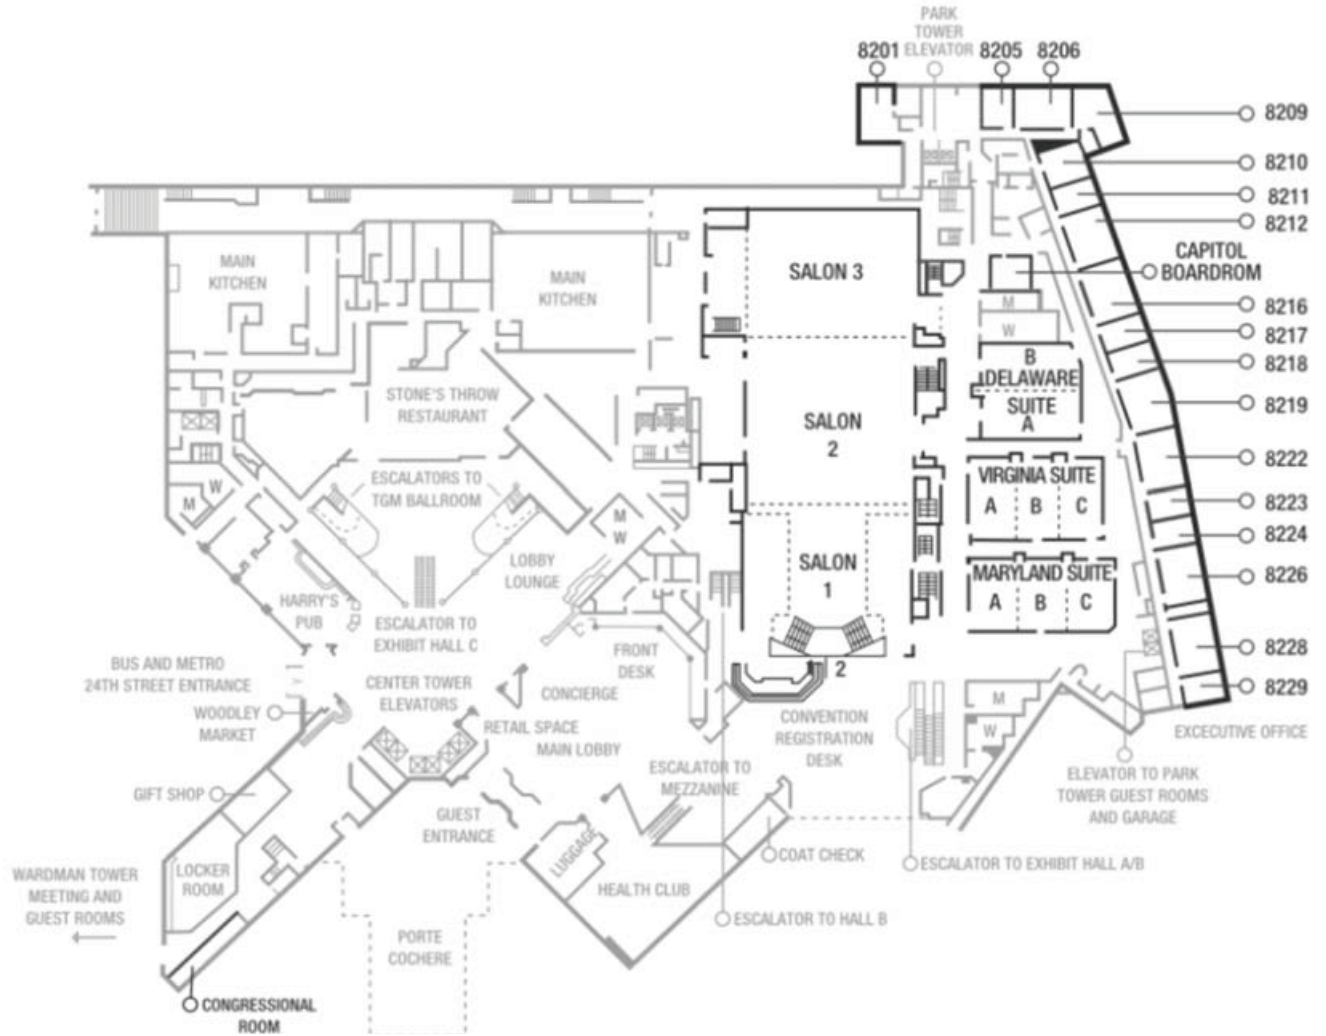 PARK
TOWER
ELEVATOR
8201
8205
8206
8209
8210
8211
8212
CAPITOL
BOARDROM
8216
8217
8218
8219
8222
8223
8224
8226
8228
8229
EXCECUTIVE OFFICE
MAIN
KITCHEN
MAIN
KITCHEN
SALON 3
M
W
B
DELAWARE
SUITE
A
STONE'S THROW
RESTAURANT
SALON
2
ESCALATORS TO
TGM BALLROOM
VIRGINIA SUITE
A B C
M W
M
W
LOBBY
LOUNGE
SALON
1
MARYLAND SUITE
A B C
HARRY'S
PUB
ESCALATOR TO
EXHIBIT HALL C
FRONT
DESK
1 2
BUS AND METRO
24TH STREET ENTRANCE
CENTER TOWER
ELEVATORS
CONCIERGE
WOODLEY
MARKET
RETAIL SPACE
MAIN LOBBY
CONVENTION
REGISTRATION
DESK
M
W
ESCALATOR TO
MEZZANINE
ELEVATOR TO PARK
TOWER GUEST ROOMS
AND GARAGE
GIFT SHOP
GUEST
ENTRANCE
LUGGAGE
COAT CHECK
ESCALATOR TO EXHIBIT HALL A/B
LOCKER
ROOM
WARDMAN TOWER
MEETING AND
GUEST ROOMS
HEALTH CLUB
ESCALATOR TO HALL B
PORTE
COCHERE
CONGRESSIONAL
ROOM